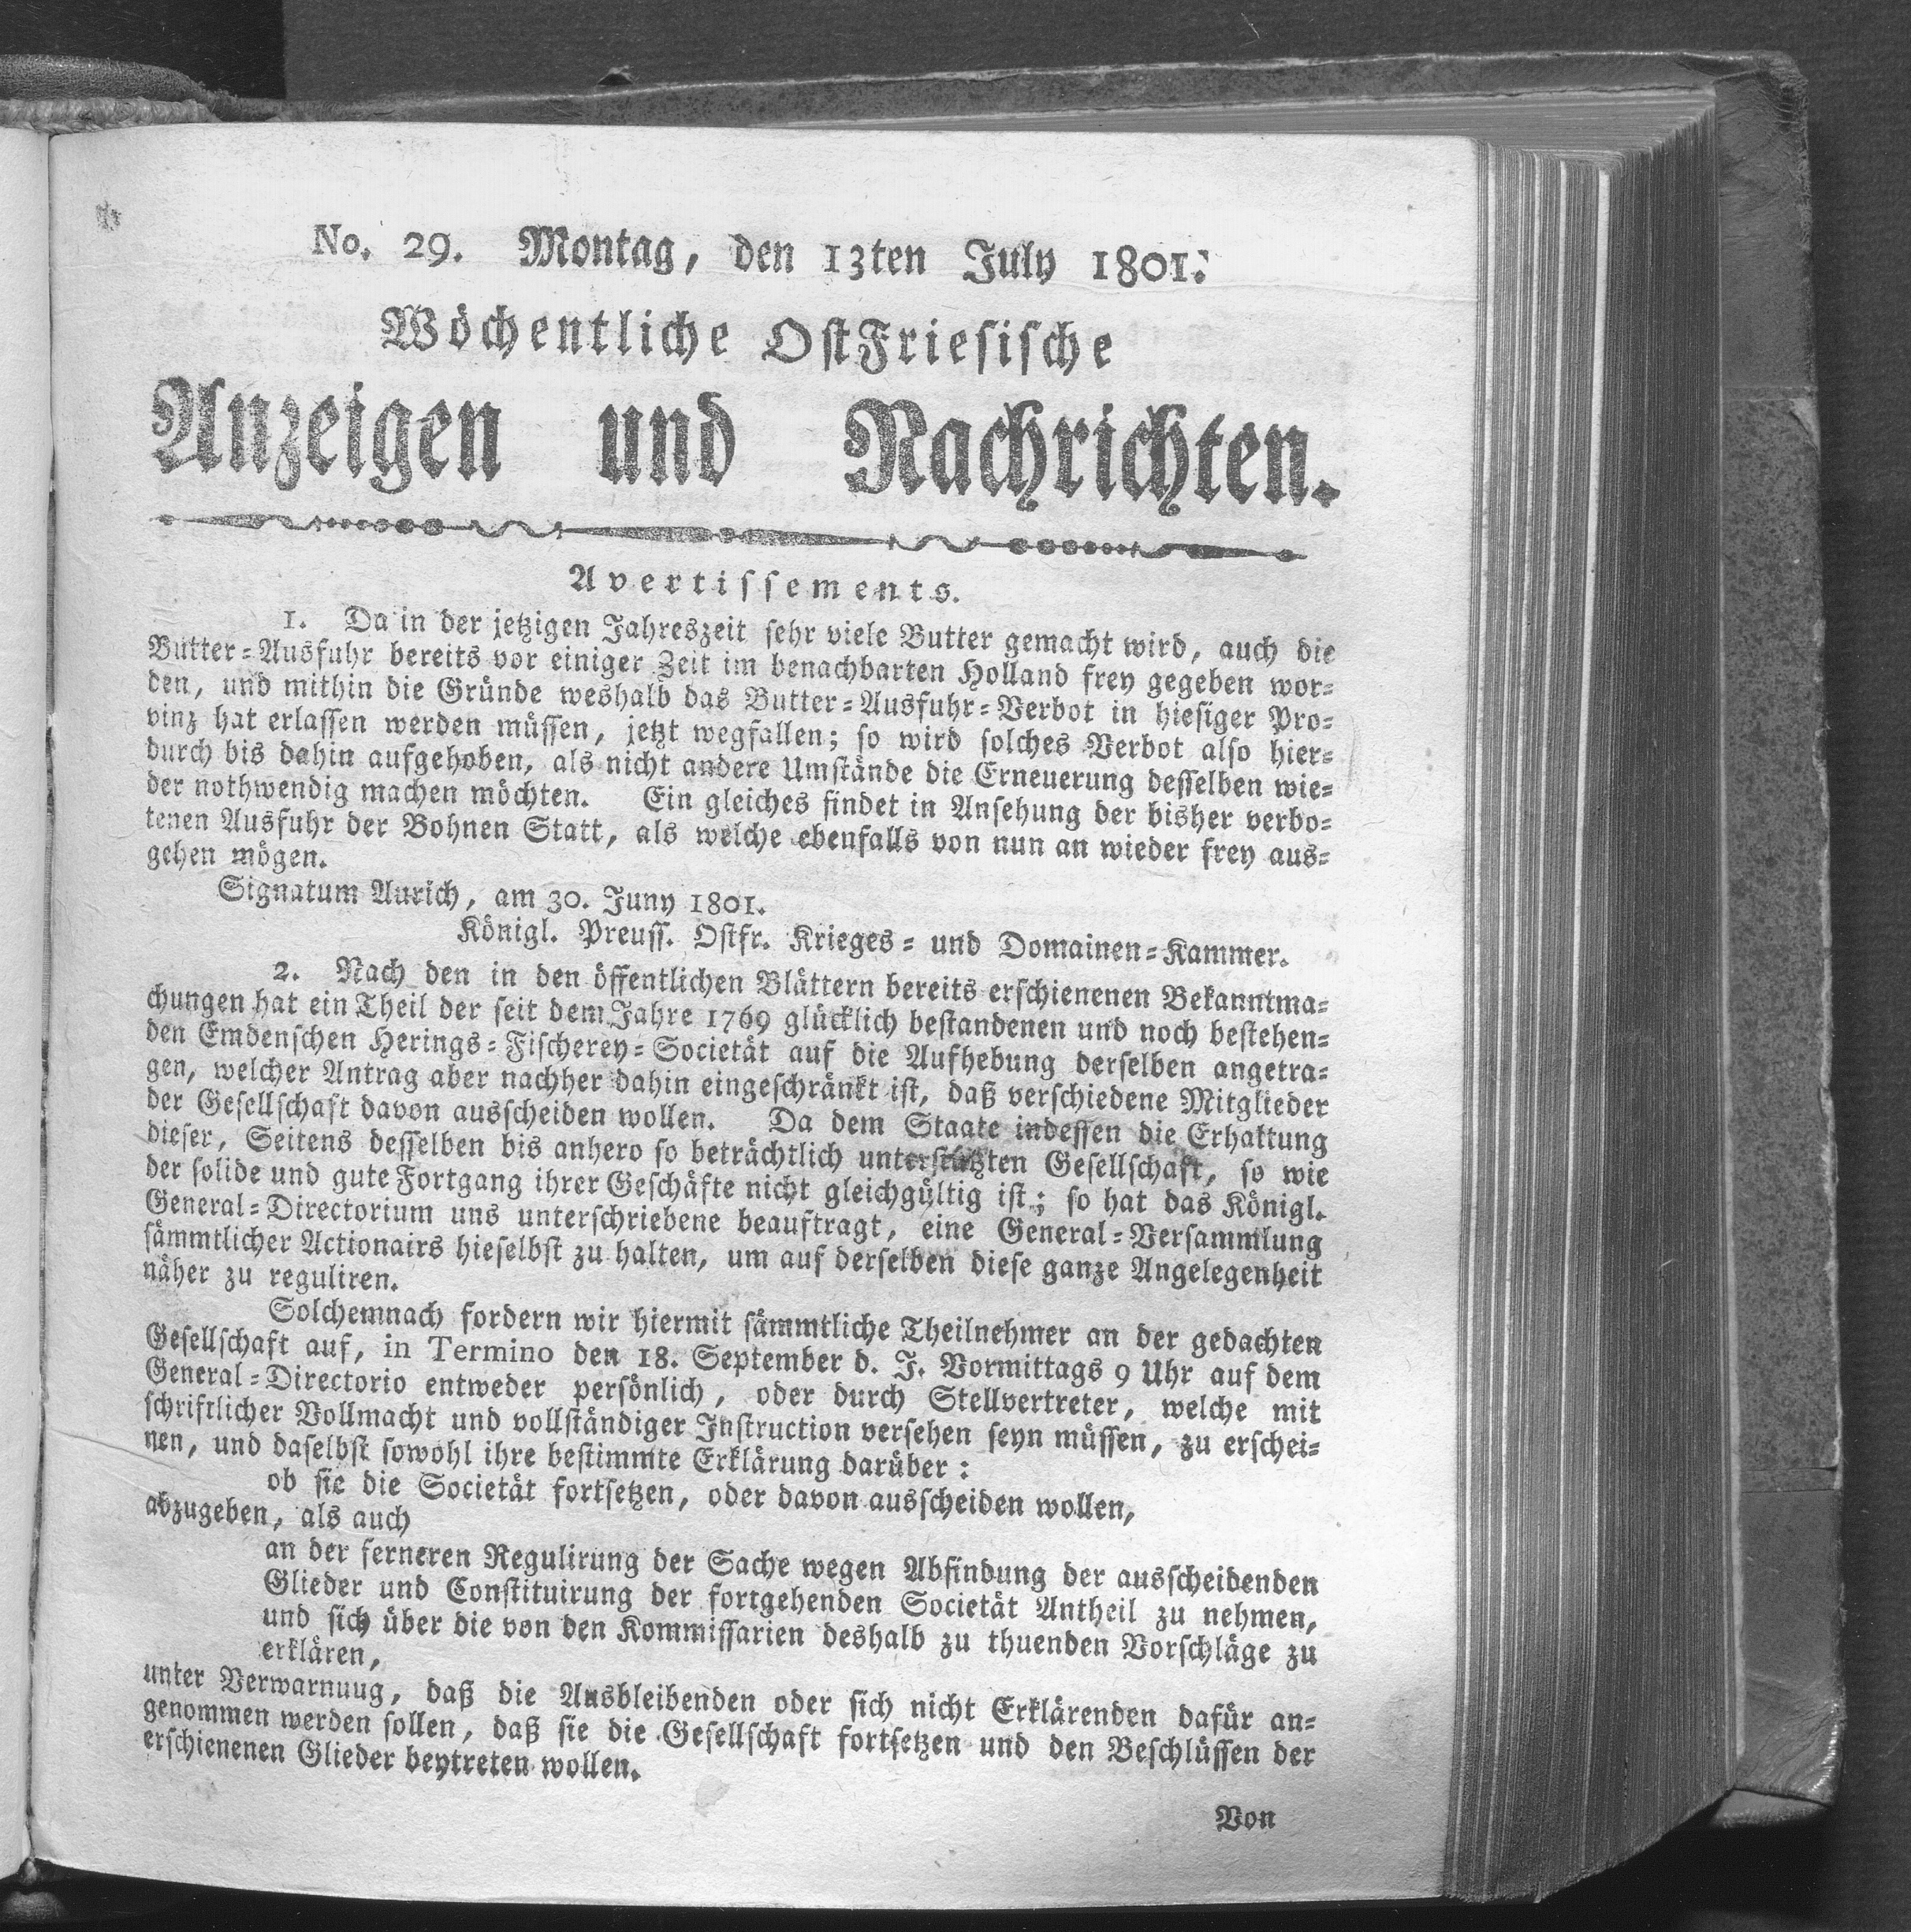 No. 29. Montag, den 13ten July 1801.
Wöchentliche OstFriesische
Anzeigen und Nachrichten.
Avertissements.
1. Da in der jetzigen Jahreszeit sehr viele Butter gemacht wird, auch die
Butter-Ausfuhr bereits vor einiger Zeit im benachbarten Holland frey gegeben wor-
den, und mithin die Gründe weshalb das Butter-Ausfuhr-Verbot in hiesiger Pro-
vinz hat erlassen werden müssen, jetzt wegfallen; so wird solches Verbot also hier-
durch bis dahin aufgehoben, als nicht andere Umstände die Erneuerung desselben wie-
der nothwendig machen möchten. Ein gleiches findet in Ansehung der bisher verbo-
tenen Ausfuhr der Bohnen Statt, als welche ebenfalls von nun an wieder frey aus-
gehen mögen.
Signatum Aurich, am 30. Juny 1801.
Königl. Preuss. Ostfr. Krieges- und Domainen-Kammer.
2. Nach den in den öffentlichen Blättern bereits erschienenen Bekanntma-
chungen hat ein Theil der seit dem Jahre 1769 glücklich bestandenen und noch bestehen-
den Emdenschen Herings-Fischerey-Societät auf die Aufhebung derselben angetra-
gen, welcher Antrag aber nachher dahin eingeschränkt ist, daß verschiedene Mitglieder
der Gesellschaft davon ausscheiden wollen. Da dem Staate indessen die Erhaltung
dieser, Seitens desselben bis anhero so beträchtlich unterstützten Gesellschaft, so wie
der solide und gute Fortgang ihrer Geschäfte nicht gleichgültig ist; so hat das Königl.
General-Directorium uns unterschriebene beauftragt, eine General-Versammlung
sämmtlicher Actionairs hieselbst zu halten, um auf derselben diese ganze Angelegenheit
näher zu reguliren.
Solchemnach fordern wir hiermit sämmtliche Theilnehmer an der gedachten
Gesellschaft auf, in Termino den 18. September d. J. Vormittags 9 Uhr auf dem
General-Directorio entweder persönlich, oder durch Stellvertreter, welche mit
schriftlicher Vollmacht und vollständiger Instruction versehen seyn müssen, zu erschei-
nen, und daselbst sowohl ihre bestimmte Erklärung darüber:
ob sie die Societät fortsetzen, oder davon ausscheiden wollen,
abzugeben, als auch
an der ferneren Regulirung der Sache wegen Abfindung der ausscheidenden
Glieder und Constituirung der fortgehenden Societät Antheil zu nehmen,
und sich über die von den Kommissarien deshalb zu thuenden Vorschläge zu
erklären,
unter Verwarnuug, daß die Ausbleibenden oder sich nicht Erklärenden dafür an-
genommen werden sollen, daß sie die Gesellschaft fortsetzen und den Beschlüssen der
erschienenen Glieder beytreten wollen.
Von